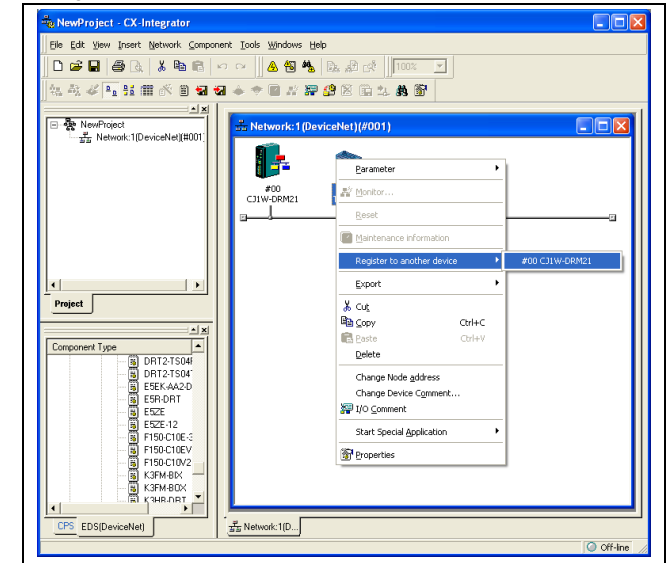 NewProject - CX-Integrator
File Edit View Insert Network Component Tools Windows Help
100%
NewProject
Network:1(DeviceNet)(#001)
Project
Component Type
DRT2-TS04
DRT2-TS04
E5EK-AA2-D
E5R-DRT
E5ZE
E5ZE-12
F150-C10E-3
F150-C10EV
F150-C10V2
K3FM-BIX
K3FM-BOX
K3HB-DRT
CPS EDS(DeviceNet)
Network:1(DeviceNet)(#001)
#00
CJ1W-DRM21
Parameter
Monitor...
Reset
Maintenance information
Register to another device
#00 CJ1W-DRM21
Export
Cut
Copy Ctrl+C
Paste Ctrl+V
Delete
Change Node address
Change Device Comment...
I/O Comment
Start Special Application
Properties
Network:1(D...
Off-line